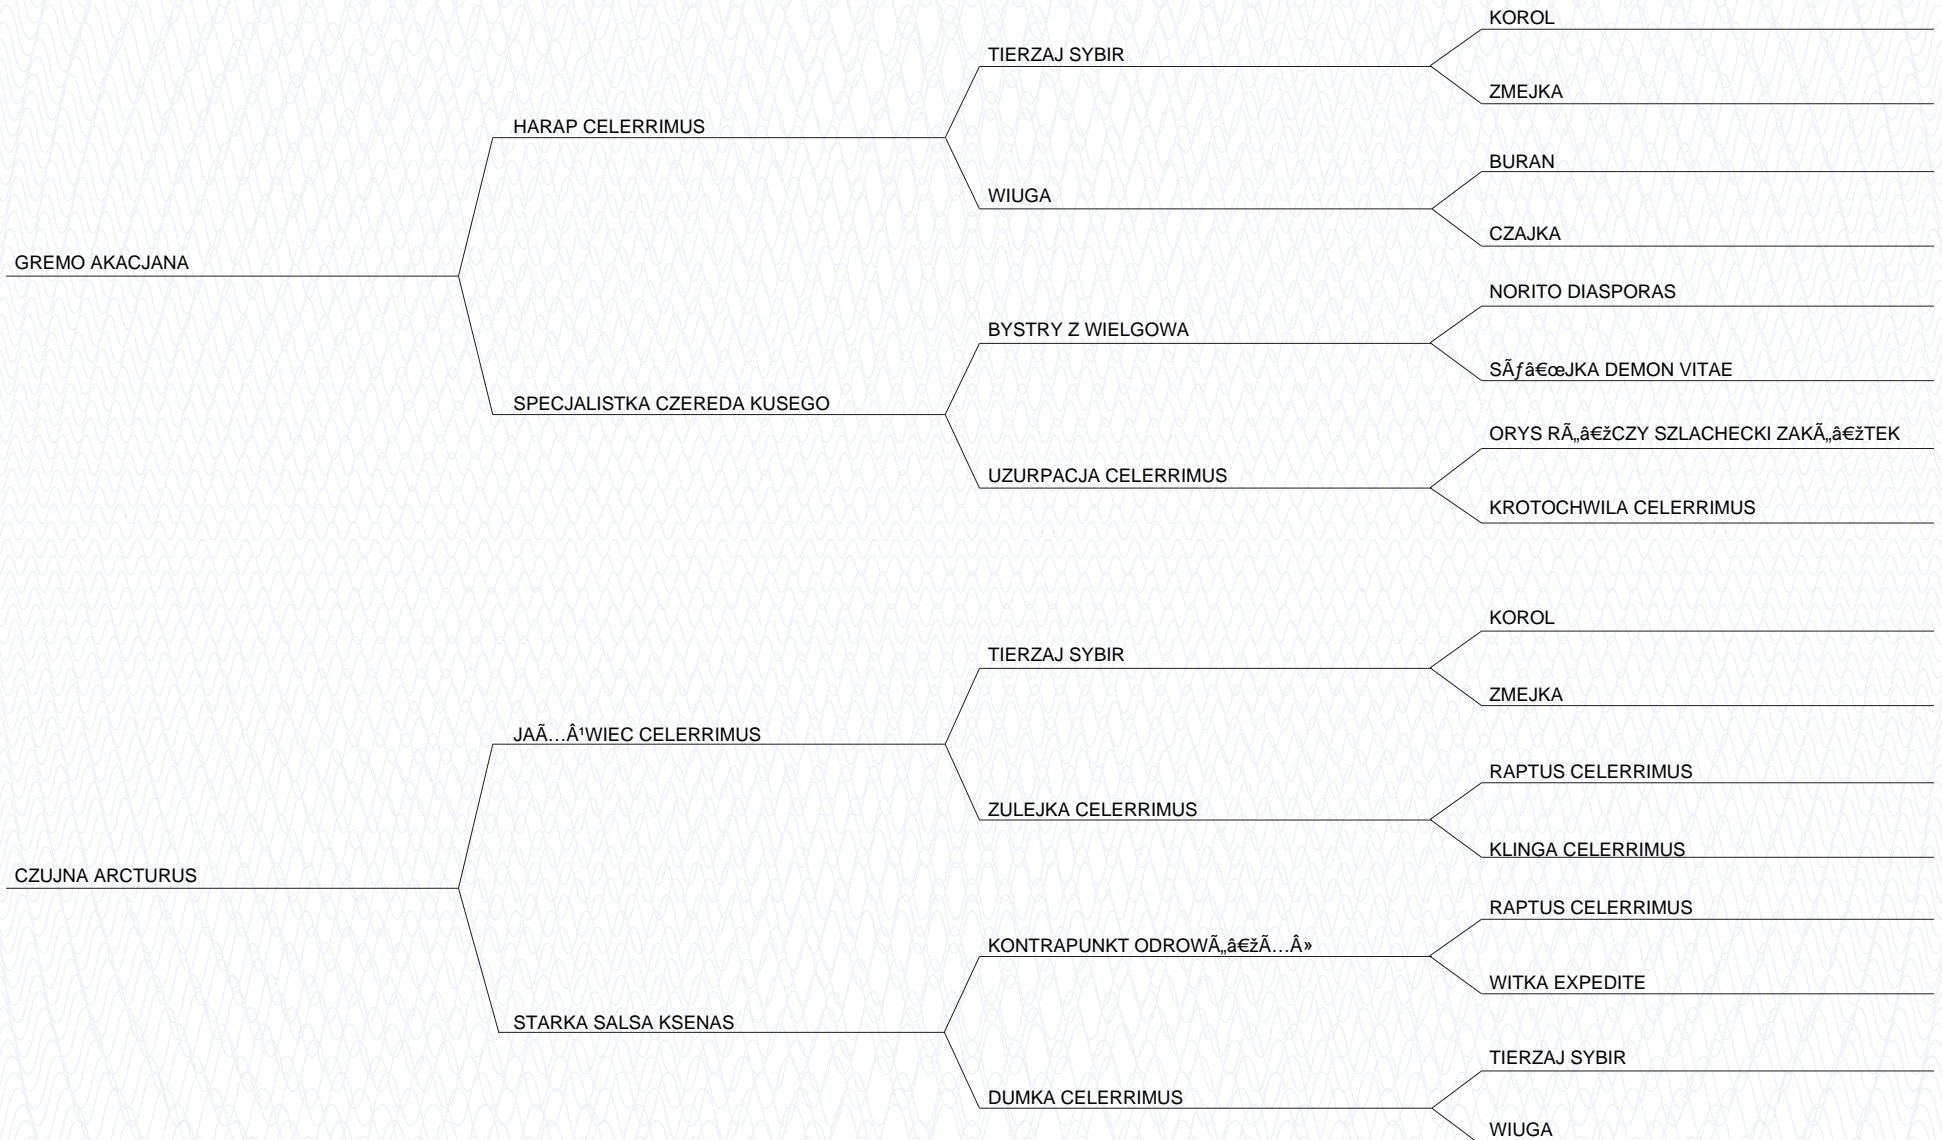 KOROL
TIERZAJ SYBIR
ZMEJKA
HARAP CELERRIMUS
BURAN
WIUGA
CZAJKA
GREMO AKACJANA
NORITO DIASPORAS
BYSTRY Z WIELGOWA
SÃƒâ€œJKA DEMON VITAE
SPECJALISTKA CZEREDA KUSEGO
ORYS RÃ„â€žCZY SZLACHECKI ZAKÃ„â€žTEK
UZURPACJA CELERRIMUS
KROTOCHWILA CELERRIMUS
KOROL
TIERZAJ SYBIR
ZMEJKA
JAÃ…Â¹WIEC CELERRIMUS
RAPTUS CELERRIMUS
ZULEJKA CELERRIMUS
KLINGA CELERRIMUS
CZUJNA ARCTURUS
RAPTUS CELERRIMUS
KONTRAPUNKT ODROWÃ„â€žÃ…Â»
WITKA EXPEDITE
STARKA SALSA KSENAS
TIERZAJ SYBIR
DUMKA CELERRIMUS
WIUGA